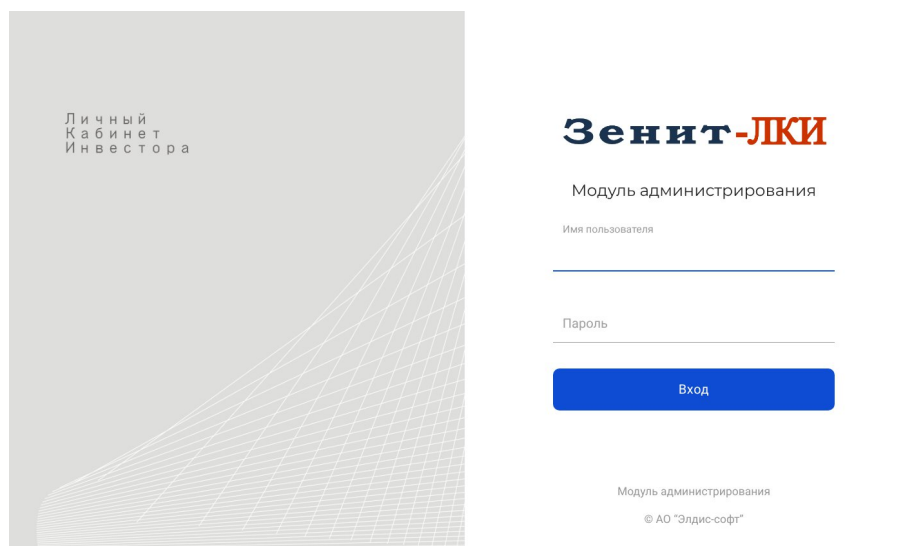 Личный
Кабинет
Инвестора
Зенит-ЛКИ
Модуль администрирования
Имя пользователя
Пароль
Вход
Модуль администрирования
© АО "Элдис-софт"